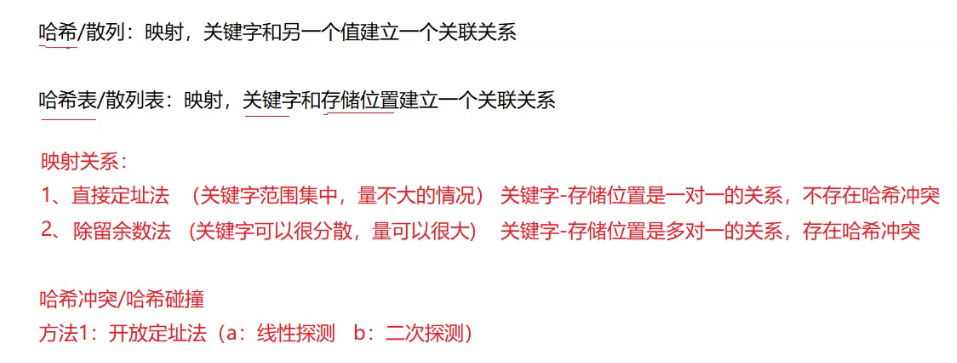 哈希/散列：映射，关键字和另一个值建立一个关联关系
哈希表/散列表：映射，关键字和存储位置建立一个关联关系
映射关系：
1、直接定址法 （关键字范围集中，量不大的情况） 关键字-存储位置是一对一的关系，不存在哈希冲突
2、除留余数法 （关键字可以很分散，量可以很大） 关键字-存储位置是多对一的关系，存在哈希冲突
哈希冲突/哈希碰撞
方法1：开放定址法（a：线性探测 b：二次探测）